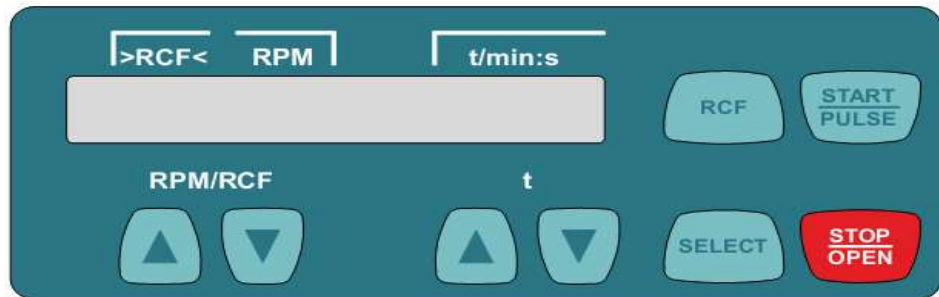 >RCF< RPM t/min:s
RCF
START
PULSE
RPM/RCF t
SELECT
STOP
OPEN